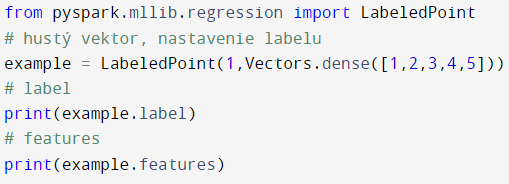 from pyspark.mllib.regression import LabeledPoint
# hustý vektor, nastavenie labelu
example = LabeledPoint(1,Vectors.dense([1,2,3,4,5]))
# label
print(example.label)
# features
print(example.features)